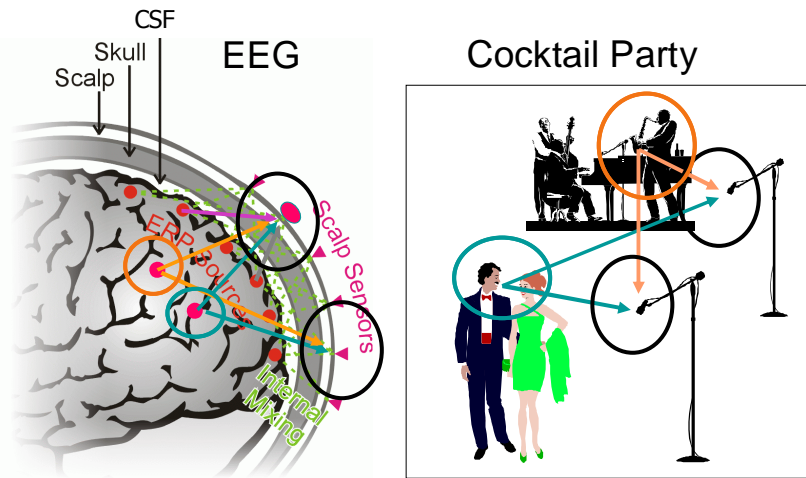 CSF
EEG
Cocktail Party
Skull
Scalp
ERP Sources
Scalp Sensors
Internal
Mixing